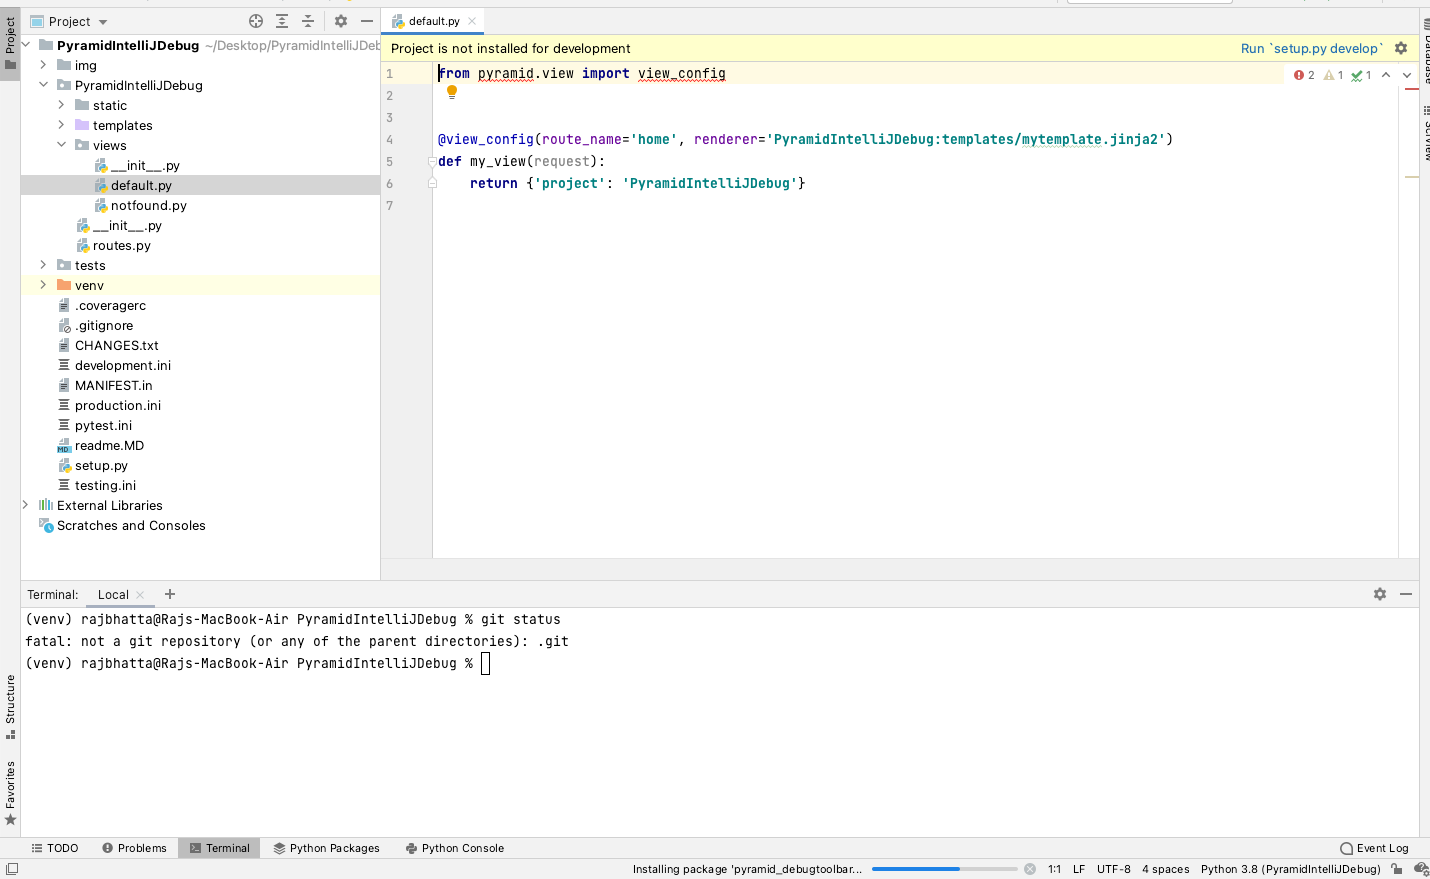 Project
default.py
PyramidIntelliJDebug ~/Desktop/PyramidIntelliJDeb
img
PyramidIntelliJDebug
static
templates
views
__init__.py
default.py
notfound.py
__init__.py
routes.py
tests
venv
.coveragerc
.gitignore
CHANGES.txt
development.ini
MANIFEST.in
production.ini
pytest.ini
readme.MD
setup.py
testing.ini
External Libraries
Scratches and Consoles
Project is not installed for development
Run `setup.py develop`
2 1 1
1 from pyramid.view import view_config
2
3
4 @view_config(route_name='home', renderer='PyramidIntelliJDebug:templates/mytemplate.jinja2')
5 def my_view(request):
6 return {'project': 'PyramidIntelliJDebug'}
7
Project
Structure
Favorites
Database
SciView
Terminal: Local
(venv) rajbhatta@Rajs-MacBook-Air PyramidIntelliJDebug % git status
fatal: not a git repository (or any of the parent directories): .git
(venv) rajbhatta@Rajs-MacBook-Air PyramidIntelliJDebug %
TODO Problems Terminal Python Packages Python Console Event Log
Installing package 'pyramid_debugtoolbar... 1:1 LF UTF-8 4 spaces Python 3.8 (PyramidIntelliJDebug)